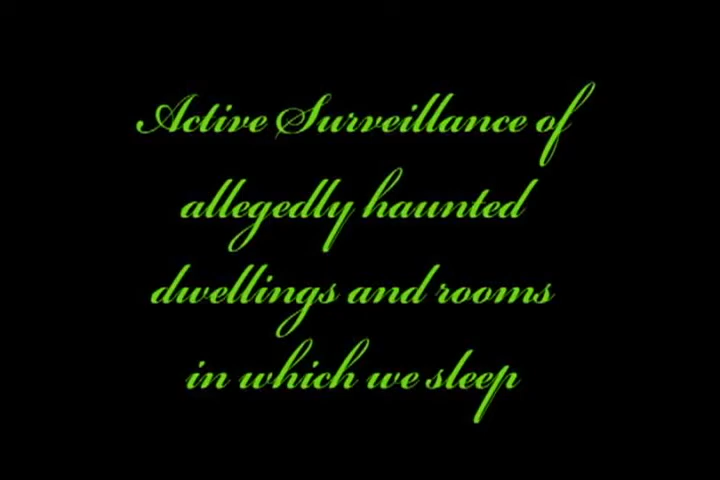 Active Surveillance of
allegedly haunted
dwellings and rooms
in which we sleep